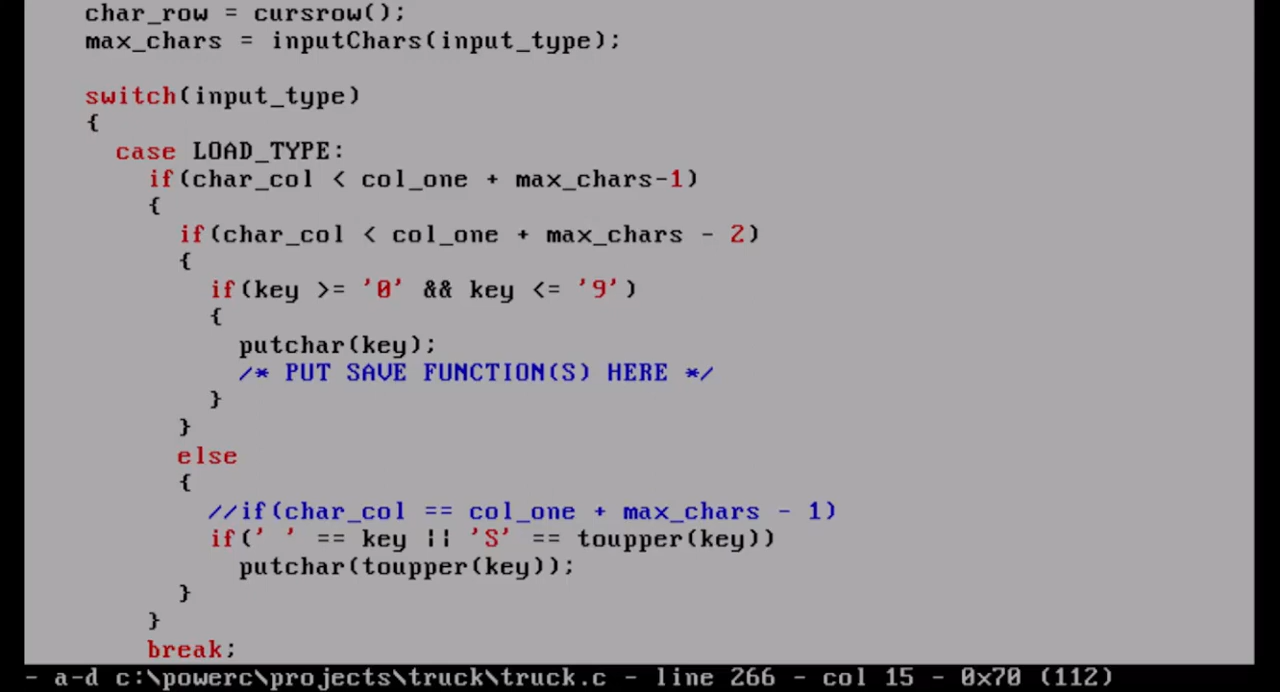 char_row = cursrow();
max_chars = inputChars(input_type);
switch(input_type)
{
case LOAD_TYPE:
if(char_col < col_one + max_chars-1)
{
if(char_col < col_one + max_chars - 2)
{
if(key >= '0' && key <= '9')
{
putchar(key);
/* PUT SAVE FUNCTION(S) HERE */
}
}
else
{
//if(char_col == col_one + max_chars - 1)
if(' ' == key || 'S' == toupper(key))
putchar(toupper(key));
}
}
break;
- a-d c:\powerc\projects\truck\truck.c - line 266 - col 15 - 0x70 (112)